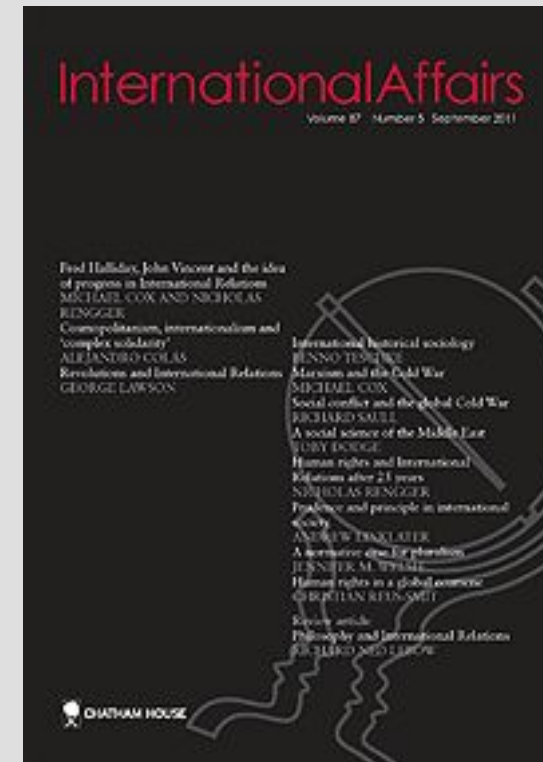 InternationalAffairs
Volume 87 Number 5 September 2011
Fred Halliday, John Vincent and the idea
of progress in International Relations
MICHAEL COX AND NICHOLAS
RENGGER
Cosmopolitanism, internationalism and
'complex solidarity'
ALEJANDRO COLÁS
Revolutions and International Relations
GEORGE LAWSON
International historical sociology
BENNO TESCHKE
Marxism and the Cold War
MICHAEL COX
Social conflict and the global Cold War
RICHARD SAULL
A social science of the Middle East
TOBY DODGE
Human rights and International
Relations after 25 years
NICHOLAS RENGGER
Prudence and principle in international
society
ANDREW LINKLATER
A normative case for pluralism
JENNIFER M. WELSH
Human rights in a global ecumene
CHRISTIAN REUS-SMIT
Review article
Philosophy and International Relations
RICHARD NED LEBOW
CHATHAM HOUSE